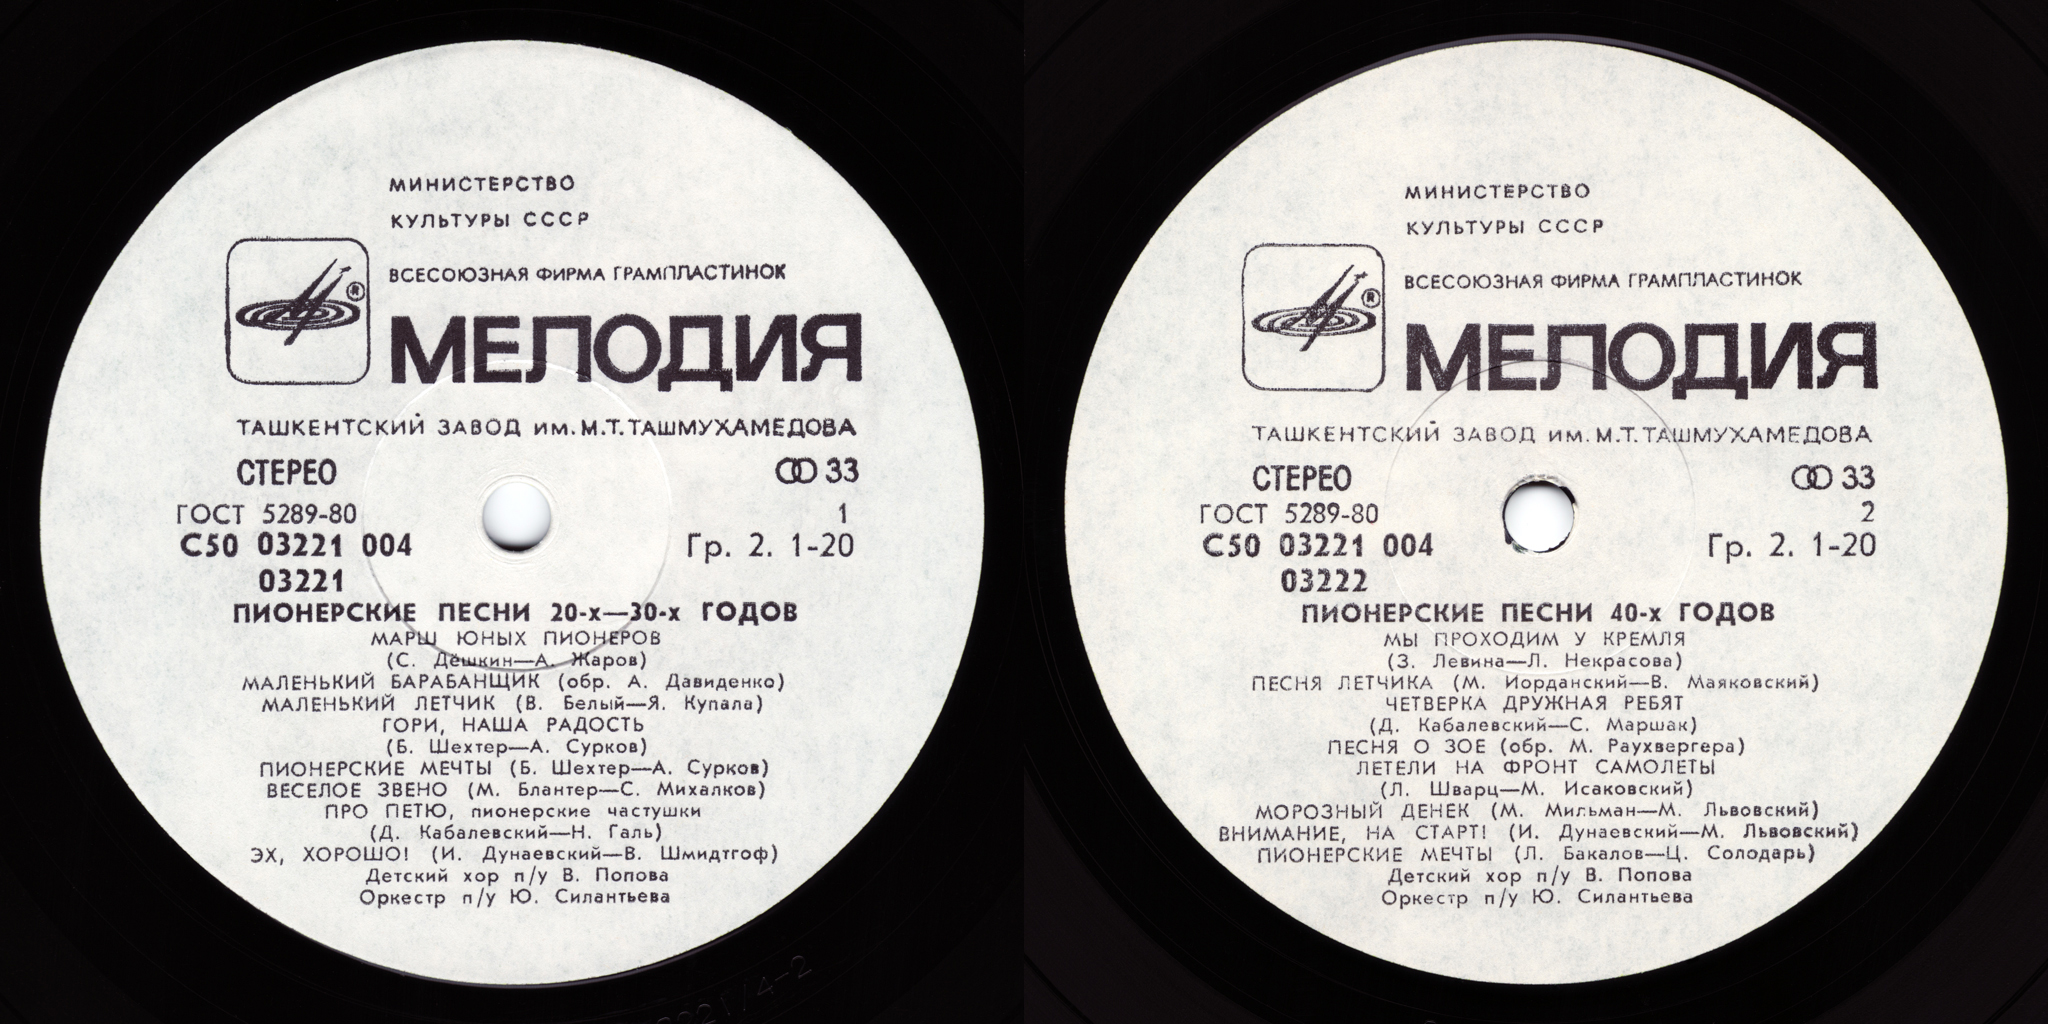 МИНИСТЕРСТВО
КУЛЬТУРЫ СССР
ВСЕСОЮЗНАЯ ФИРМА ГРАМПЛАСТИНОК
®
МЕЛОДИЯ
ТАШКЕНТСКИЙ ЗАВОД им. М.Т. ТАШМУХАМЕДОВА
СТЕРЕО 33
ГОСТ 5289-80 1
С50 03221 004 Гр. 2. 1-20
03221
ПИОНЕРСКИЕ ПЕСНИ 20-х—30-х ГОДОВ
МАРШ ЮНЫХ ПИОНЕРОВ
(С. Дёшкин—А. Жаров)
МАЛЕНЬКИЙ БАРАБАНЩИК (обр. А. Давиденко)
МАЛЕНЬКИЙ ЛЕТЧИК (В. Белый—Я. Купала)
ГОРИ, НАША РАДОСТЬ
(Б. Шехтер—А. Сурков)
ПИОНЕРСКИЕ МЕЧТЫ (Б. Шехтер—А. Сурков)
ВЕСЕЛОЕ ЗВЕНО (М. Блантер—С. Михалков)
ПРО ПЕТЮ, пионерские частушки
(Д. Кабалевский—Н. Галь)
ЭХ, ХОРОШО! (И. Дунаевский—В. Шмидтгоф)
Детский хор п/у В. Попова
Оркестр п/у Ю. Силантьева
МИНИСТЕРСТВО
КУЛЬТУРЫ СССР
ВСЕСОЮЗНАЯ ФИРМА ГРАМПЛАСТИНОК
®
МЕЛОДИЯ
ТАШКЕНТСКИЙ ЗАВОД им. М.Т. ТАШМУХАМЕДОВА
СТЕРЕО 33
ГОСТ 5289-80 2
С50 03221 004 Гр. 2. 1-20
03222
ПИОНЕРСКИЕ ПЕСНИ 40-х ГОДОВ
МЫ ПРОХОДИМ У КРЕМЛЯ
(З. Левина—Л. Некрасова)
ПЕСНЯ ЛЕТЧИКА (М. Иорданский—В. Маяковский)
ЧЕТВЕРКА ДРУЖНАЯ РЕБЯТ
(Д. Кабалевский—С. Маршак)
ПЕСНЯ О ЗОЕ (обр. М. Раухвергера)
ЛЕТЕЛИ НА ФРОНТ САМОЛЕТЫ
(Л. Шварц—М. Исаковский)
МОРОЗНЫЙ ДЕНЕК (М. Мильман—М. Львовский)
ВНИМАНИЕ, НА СТАРТ! (И. Дунаевский—М. Львовский)
ПИОНЕРСКИЕ МЕЧТЫ (Л. Бакалов—Ц. Солодарь)
Детский хор п/у В. Попова
Оркестр п/у Ю. Силантьева